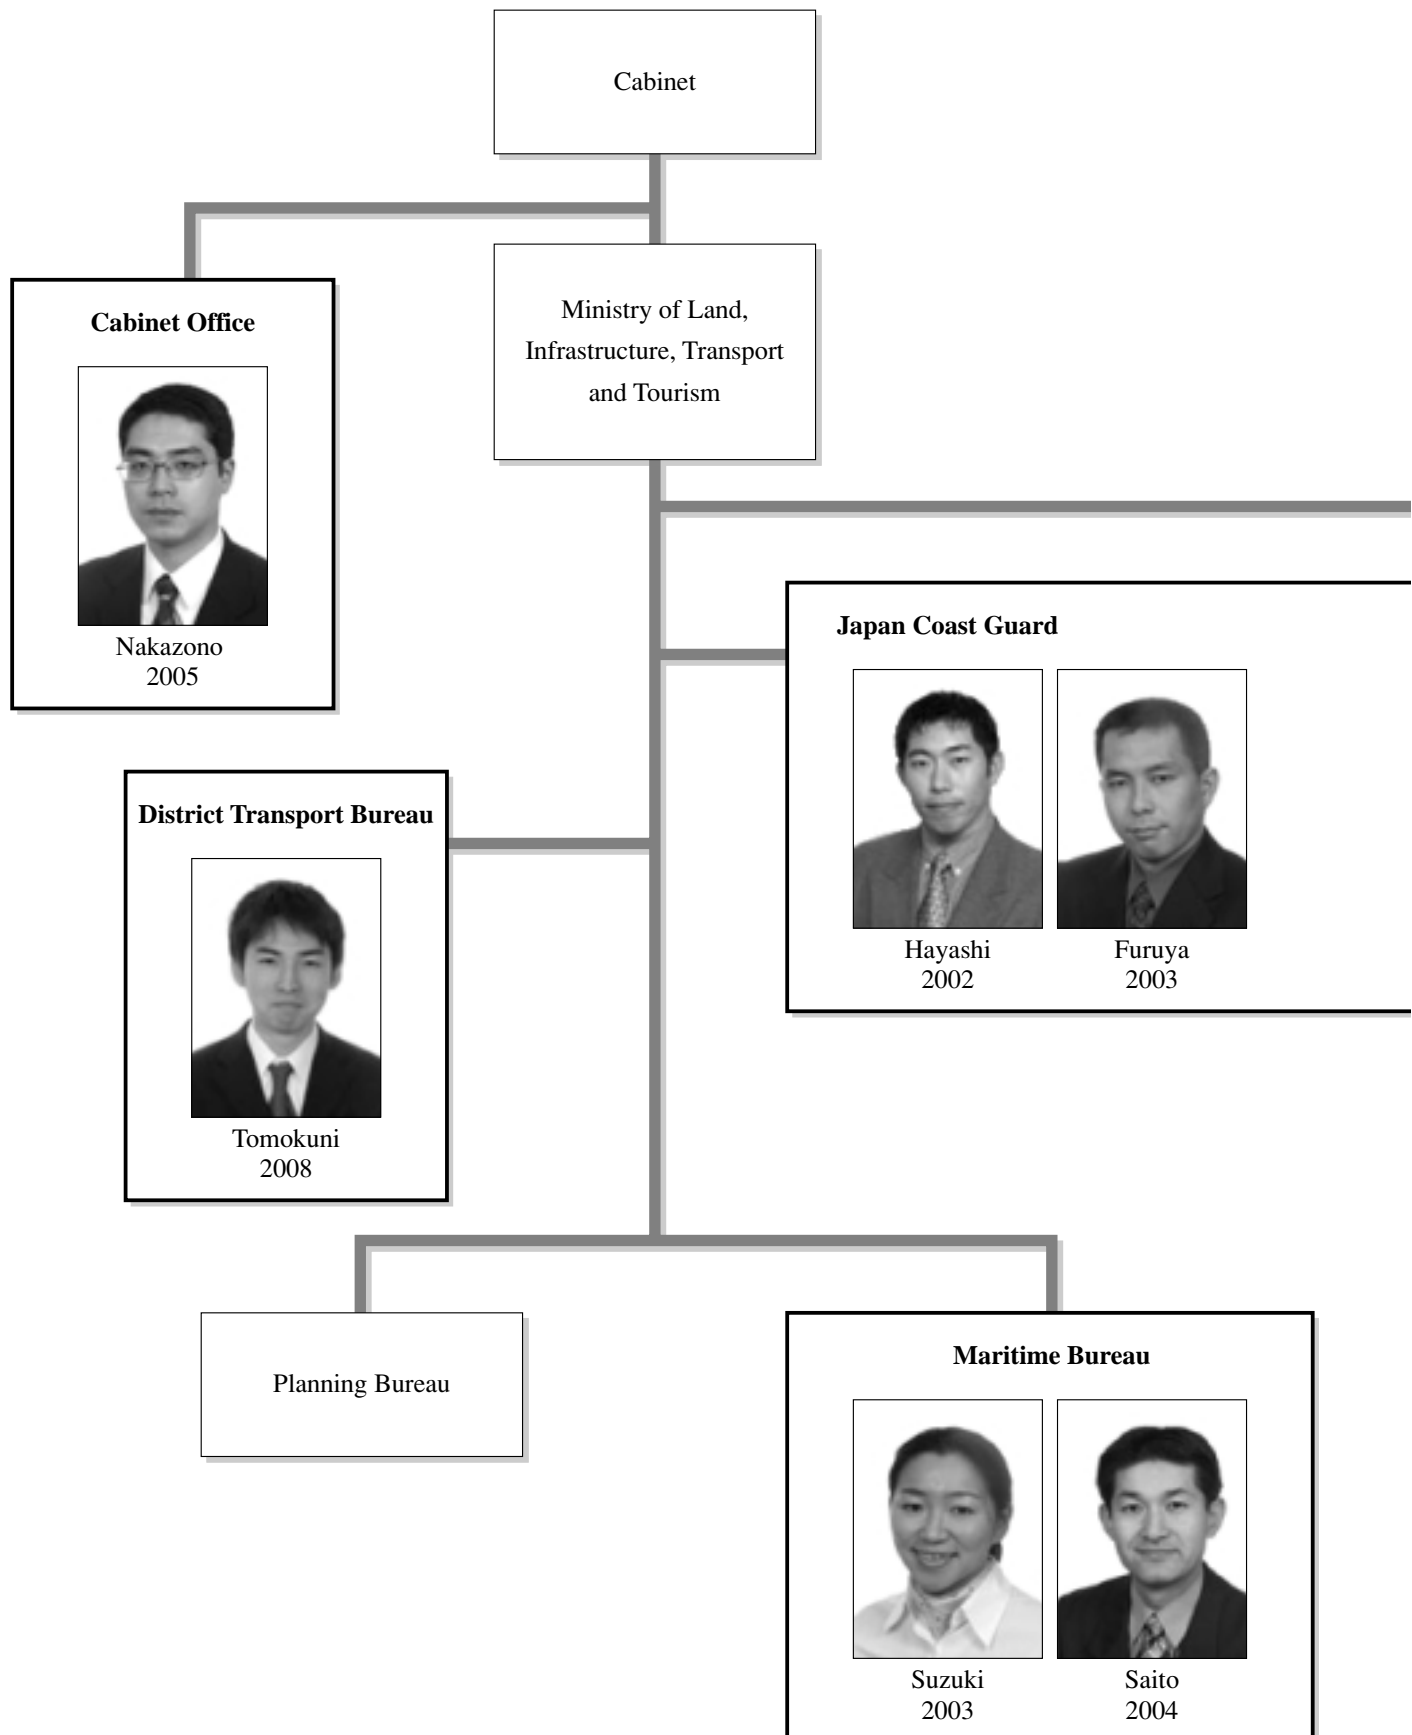 Cabinet
Cabinet Office
Nakazono
2005
Ministry of Land,
Infrastructure, Transport
and Tourism
Japan Coast Guard
Hayashi
2002
Furuya
2003
District Transport Bureau
Tomokuni
2008
Planning Bureau
Maritime Bureau
Suzuki
2003
Saito
2004